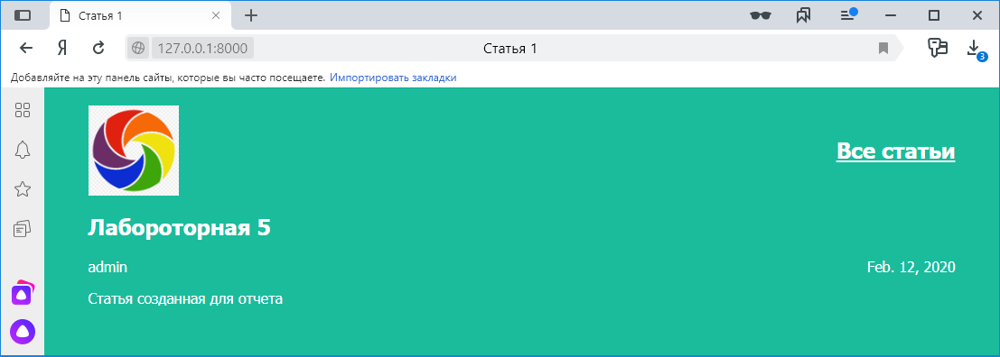 Статья 1
Я 127.0.0.1:8000 Статья 1
3
Добавляйте на эту панель сайты, которые вы часто посещаете. Импортировать закладки
Все статьи
Лабороторная 5
admin Feb. 12, 2020
Статья созданная для отчета